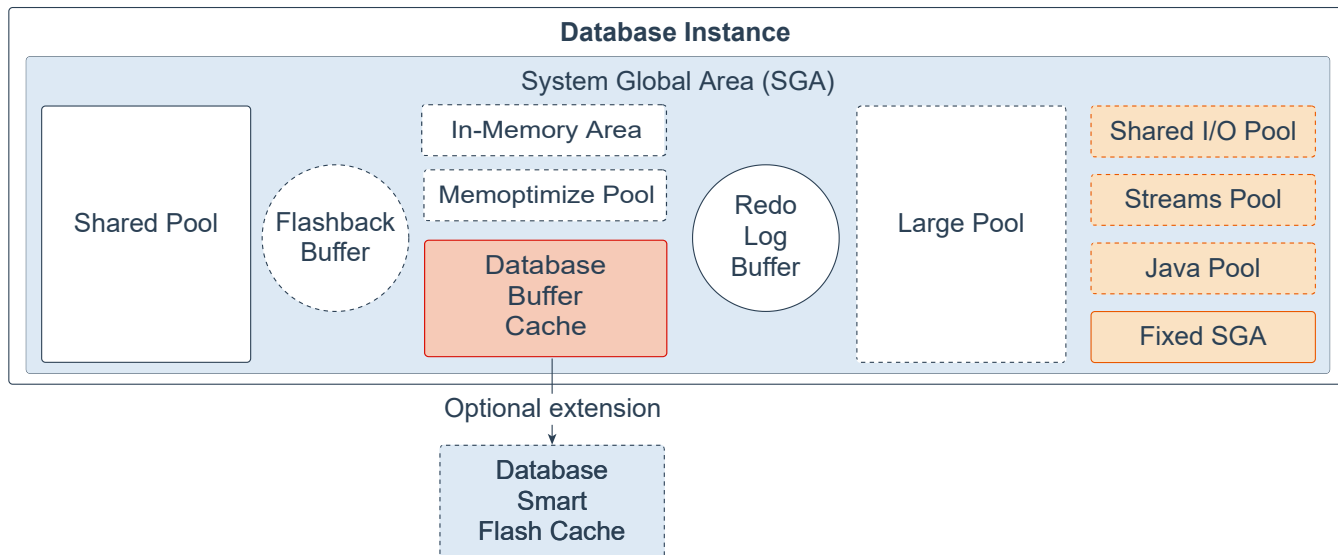 Database Instance
System Global Area (SGA)
Shared Pool
Flashback
Buffer
In-Memory Area
Memoptimize Pool
Database
Buffer
Cache
Redo
Log
Buffer
Large Pool
Shared I/O Pool
Streams Pool
Java Pool
Fixed SGA
Optional extension
Database
Smart
Flash Cache